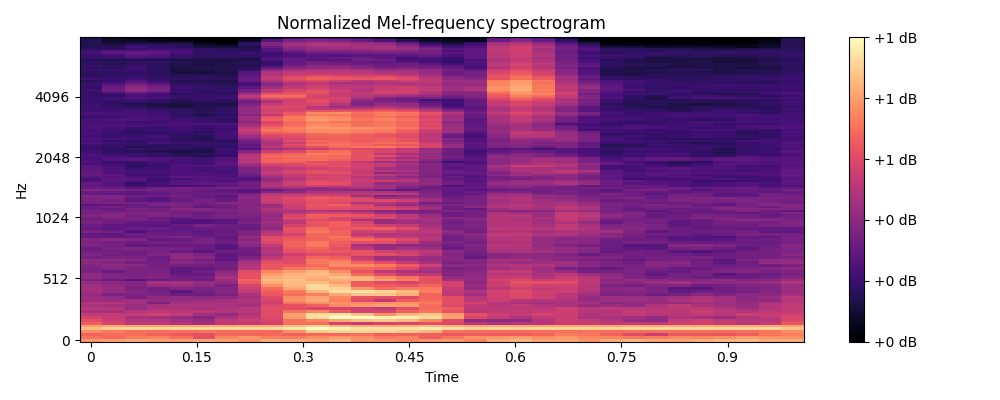 Normalized Mel-frequency spectrogram
Hz
4096
2048
1024
512
0
0 0.15 0.3 0.45 0.6 0.75 0.9
Time
+1 dB
+1 dB
+1 dB
+0 dB
+0 dB
+0 dB